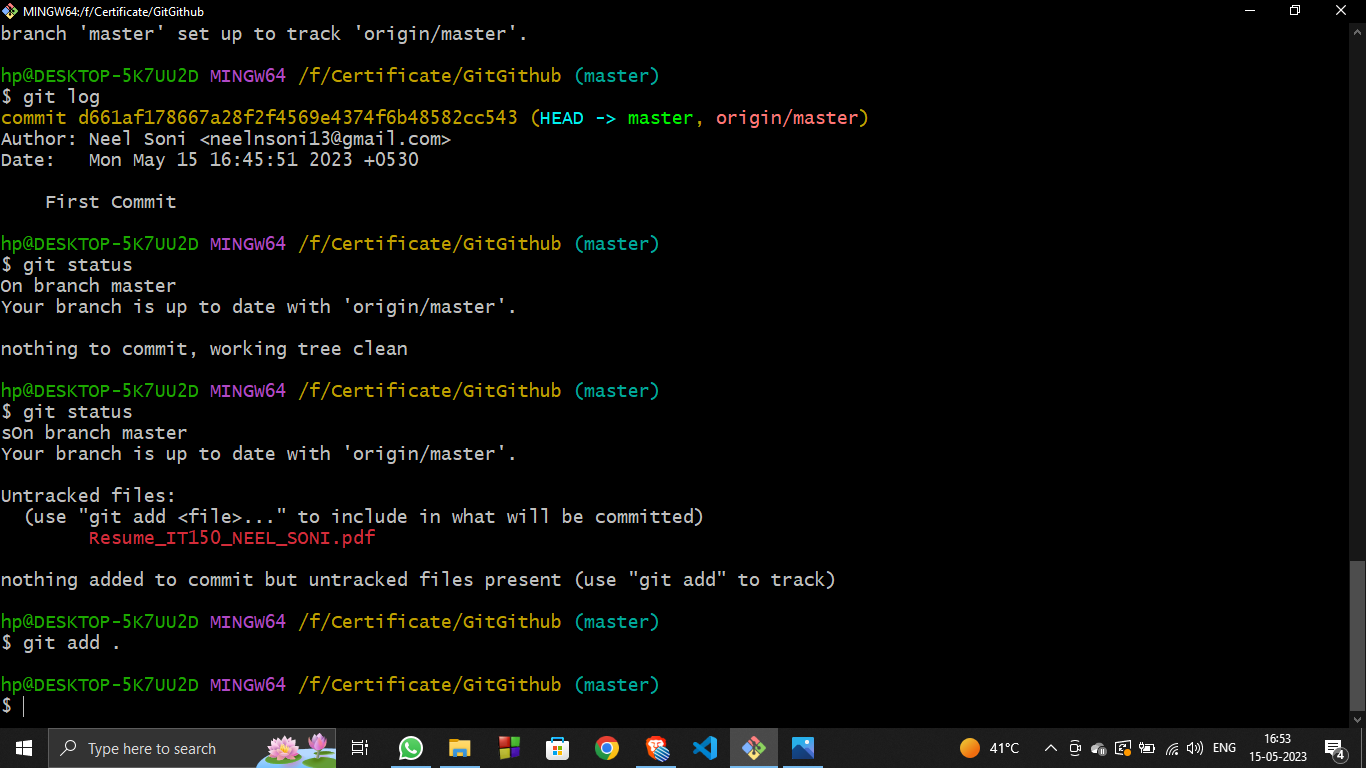 MINGW64:/f/Certificate/GitGithub
branch 'master' set up to track 'origin/master'.
hp@DESKTOP-5K7UU2D MINGW64 /f/Certificate/GitGithub (master)
$ git log
commit d661af178667a28f2f4569e4374f6b48582cc543 (HEAD -> master, origin/master)
Author: Neel Soni <neelnsoni13@gmail.com>
Date:   Mon May 15 16:45:51 2023 +0530
    First Commit
hp@DESKTOP-5K7UU2D MINGW64 /f/Certificate/GitGithub (master)
$ git status
On branch master
Your branch is up to date with 'origin/master'.
nothing to commit, working tree clean
hp@DESKTOP-5K7UU2D MINGW64 /f/Certificate/GitGithub (master)
$ git status
sOn branch master
Your branch is up to date with 'origin/master'.
Untracked files:
  (use "git add <file>..." to include in what will be committed)
        Resume_IT150_NEEL_SONI.pdf
nothing added to commit but untracked files present (use "git add" to track)
hp@DESKTOP-5K7UU2D MINGW64 /f/Certificate/GitGithub (master)
$ git add .
hp@DESKTOP-5K7UU2D MINGW64 /f/Certificate/GitGithub (master)
$
Type here to search
41°C
ENG
16:53
15-05-2023
4